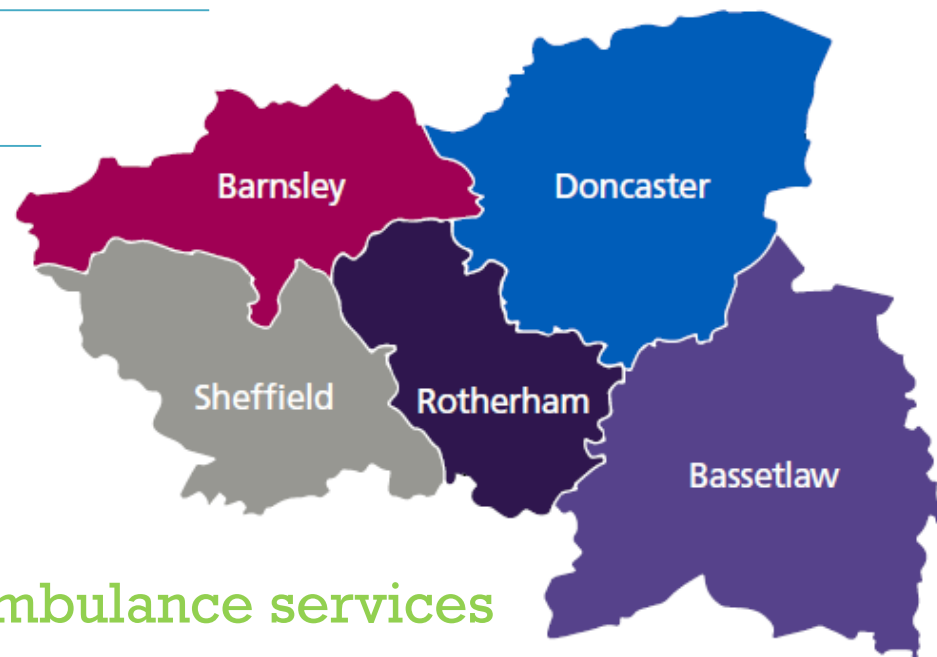 Barnsley
Doncaster
Sheffield
Rotherham
Bassetlaw
mbulance services